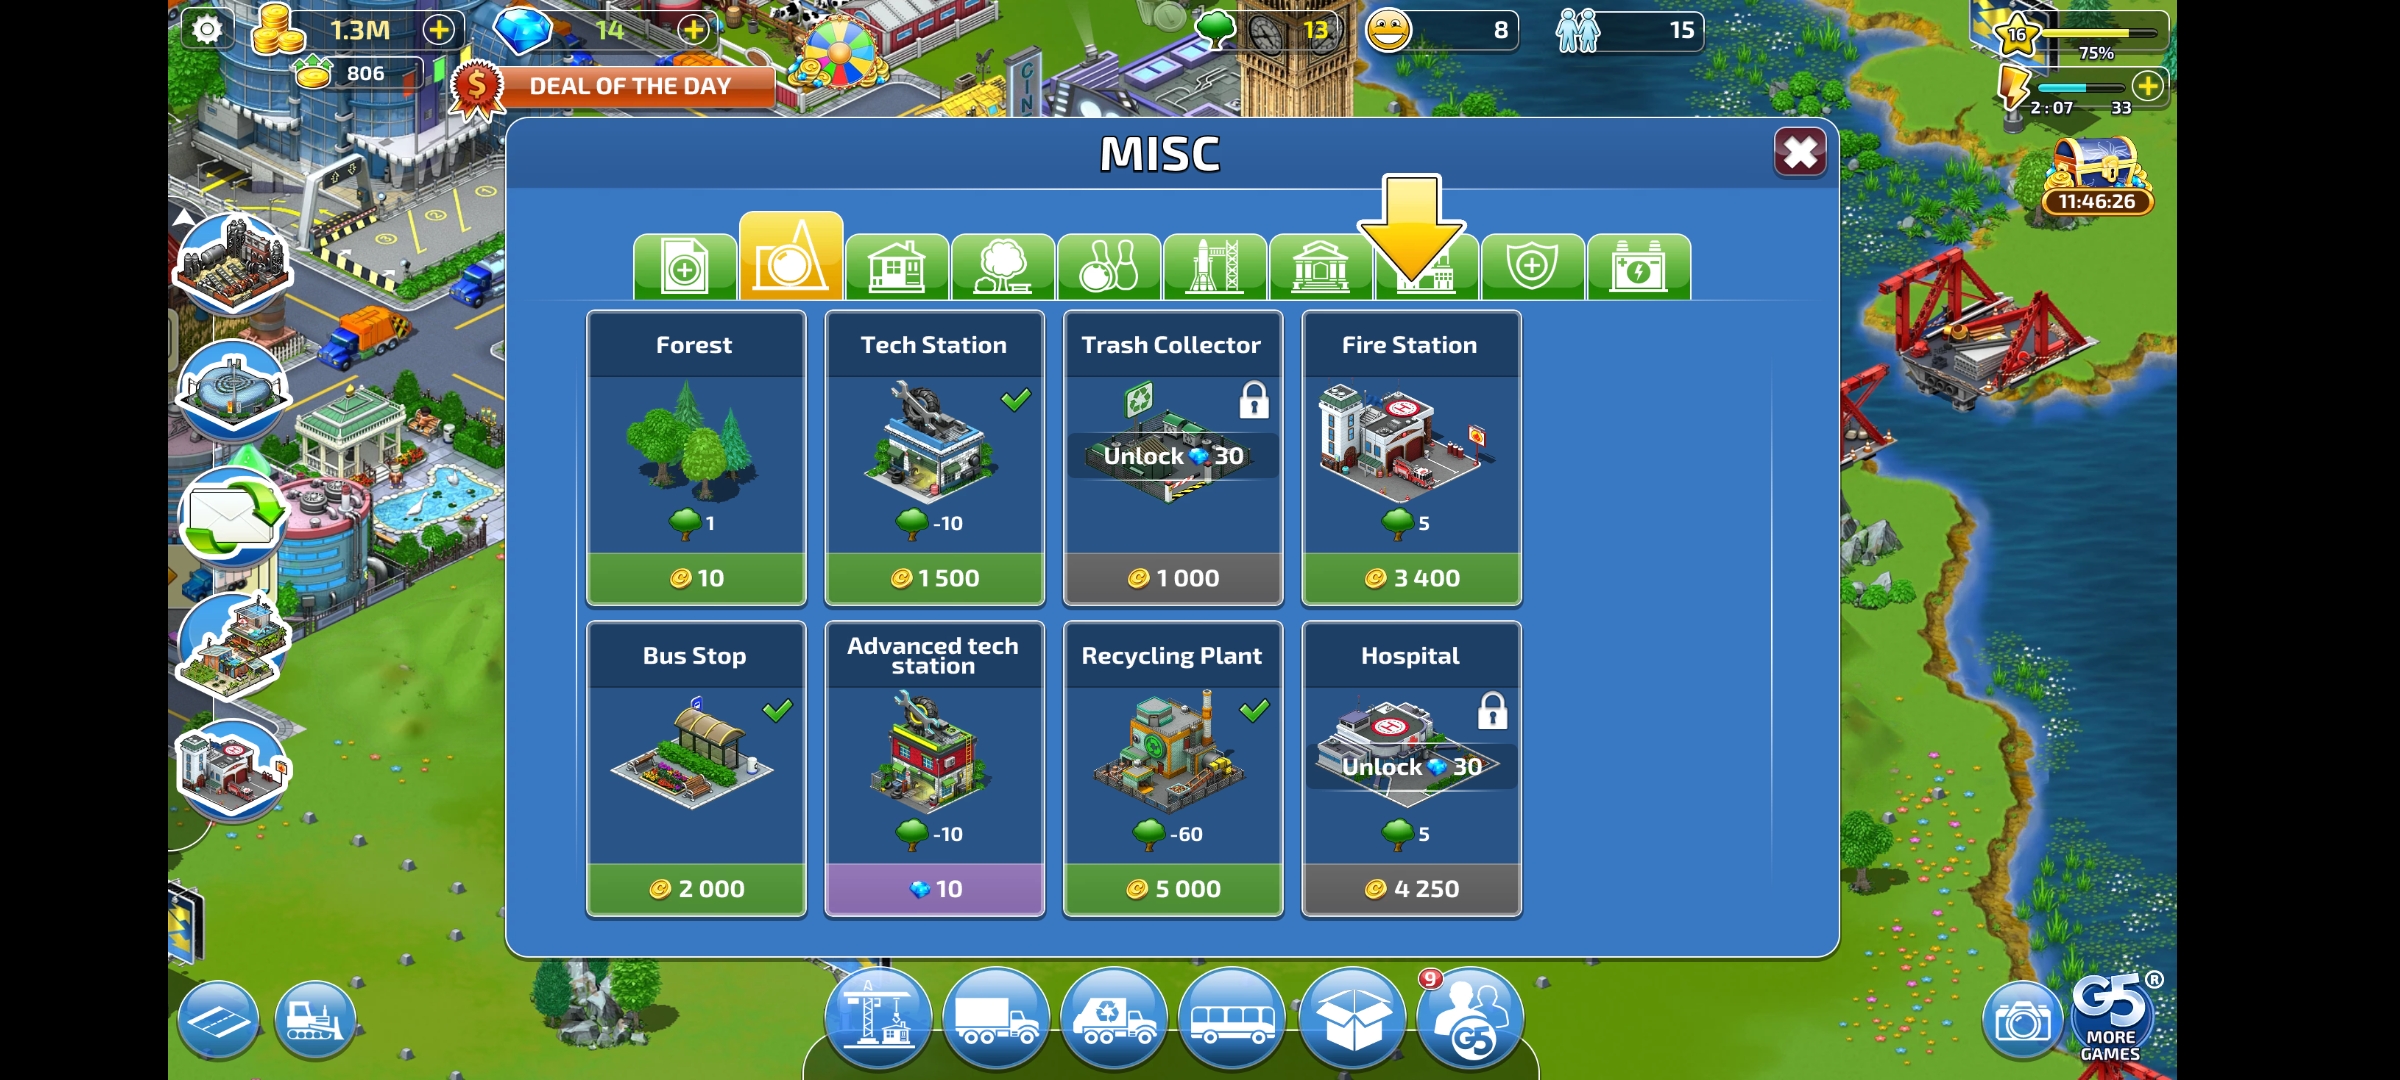 1.3M
14
13
8
15
16
75%
806
DEAL OF THE DAY
2:07
33
11:46:26
MISC
Forest
1
10
Tech Station
-10
1 500
Trash Collector
Unlock 30
1 000
Fire Station
5
3 400
Bus Stop
2 000
Advanced tech
station
-10
10
Recycling Plant
-60
5 000
Hospital
Unlock 30
5
4 250
9
G5
G5®
MORE
GAMES